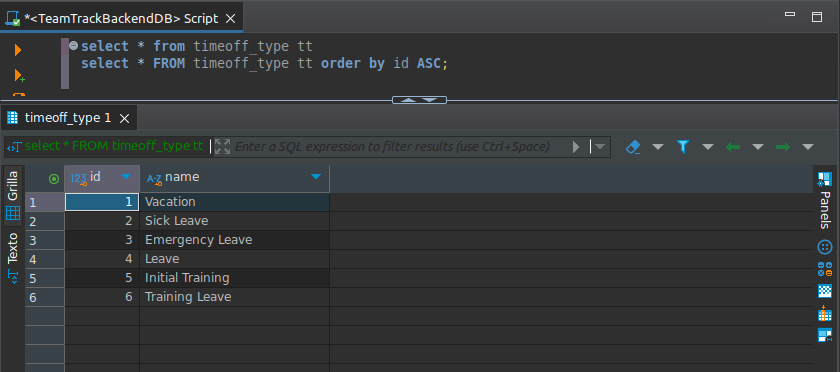 *<TeamTrackBackendDB> Script
select * from timeoff_type tt
select * FROM timeoff_type tt order by id ASC;
timeoff_type 1
select * FROM timeoff_type tt
Enter a SQL expression to filter results (use Ctrl+Space)
Grilla
Texto
123 id
A-Z name
1 1 Vacation
2 2 Sick Leave
3 3 Emergency Leave
4 4 Leave
5 5 Initial Training
6 6 Training Leave
Panels